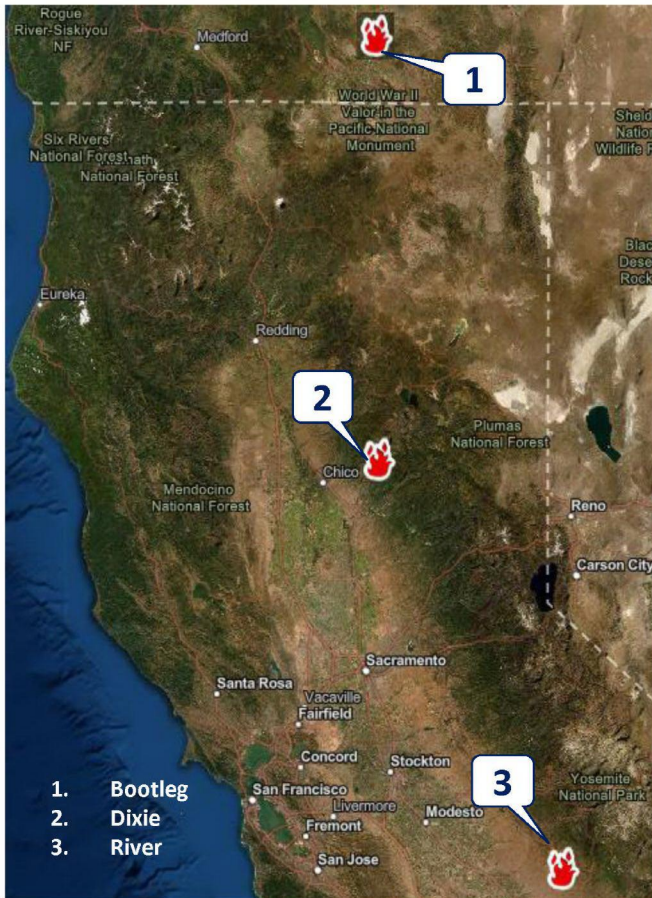 Rogue
River-Siskiyou
NF
Medford
1
World War II
Valor in the
Pacific National
Monument
Sheld
Nation
Wildlife R
Six Rivers
National Forest
National Forest
Blac
Deser
Rock
Eureka
Redding
2
Plumas
National Forest
Chico
Mendocino
National Forest
Reno
Carson City
Sacramento
Santa Rosa
Vacaville
Fairfield
Concord
Stockton
3
Yosemite
National Park
San Francisco
Livermore
Modesto
Fremont
San Jose
1. Bootleg
2. Dixie
3. River